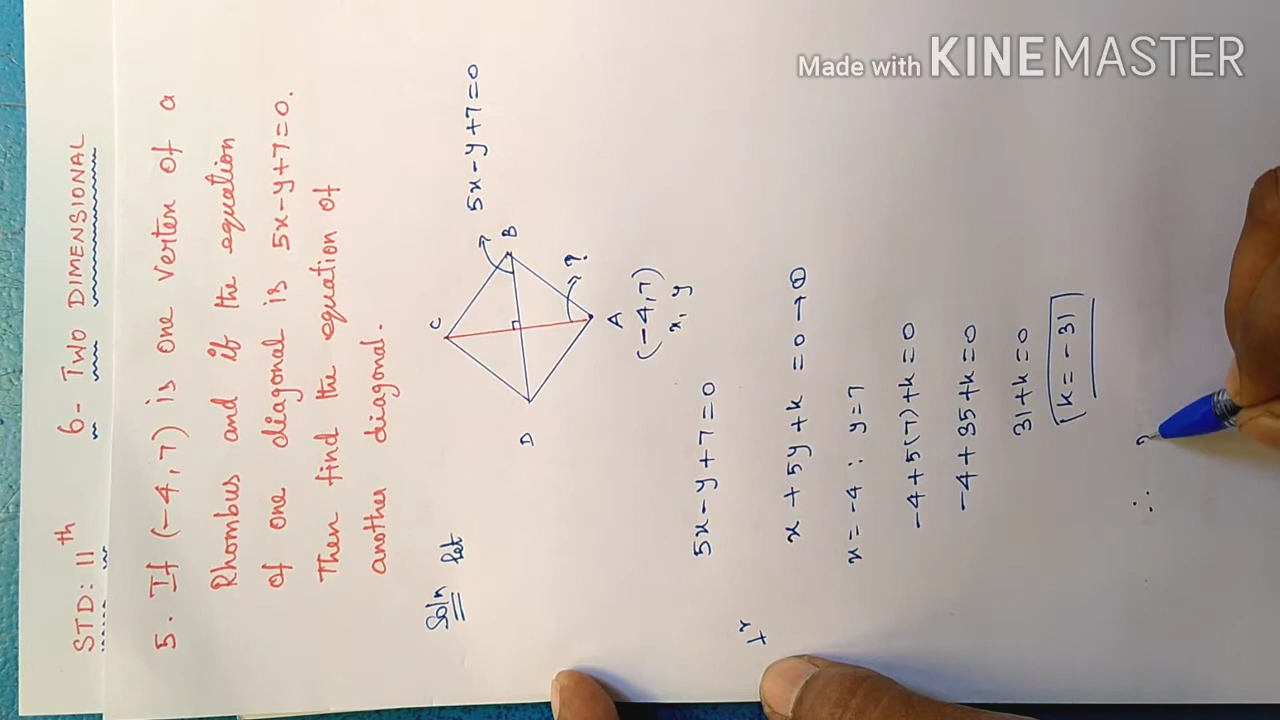 STD: 11th 6- TWO DIMENSIONAL
5. If (-4,7) is one vertex of a
Rhombus and if the equation
of one diagonal is 5x-y+7=0.
Then find the equation of
another diagonal.
Soln let
C
B
5x-y+7=0
D
?
A
(-4,7)
x, y
5x-y+7=0
x+5y+k=0→①
x=-4 ; y=7
-4+5(7)+k=0
-4+35+k=0
31+k=0
k=-31
∴
Made with KINEMASTER